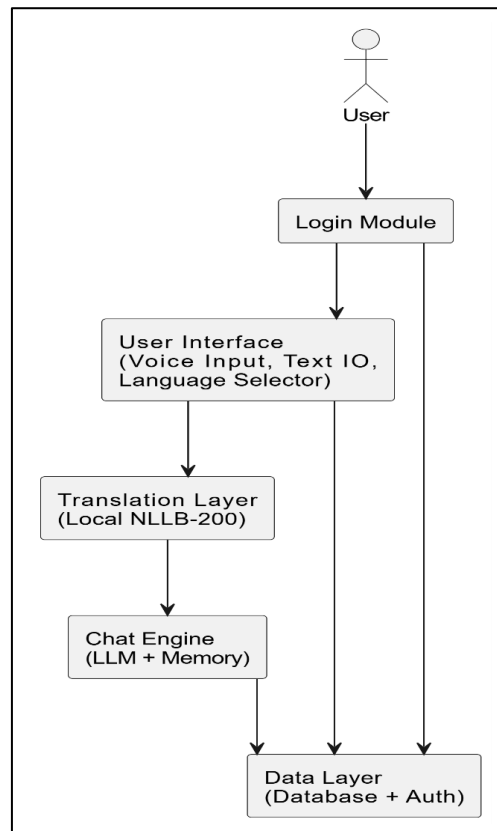 User
Login Module
User Interface
(Voice Input, Text IO,
Language Selector)
Translation Layer
(Local NLLB-200)
Chat Engine
(LLM + Memory)
Data Layer
(Database + Auth)